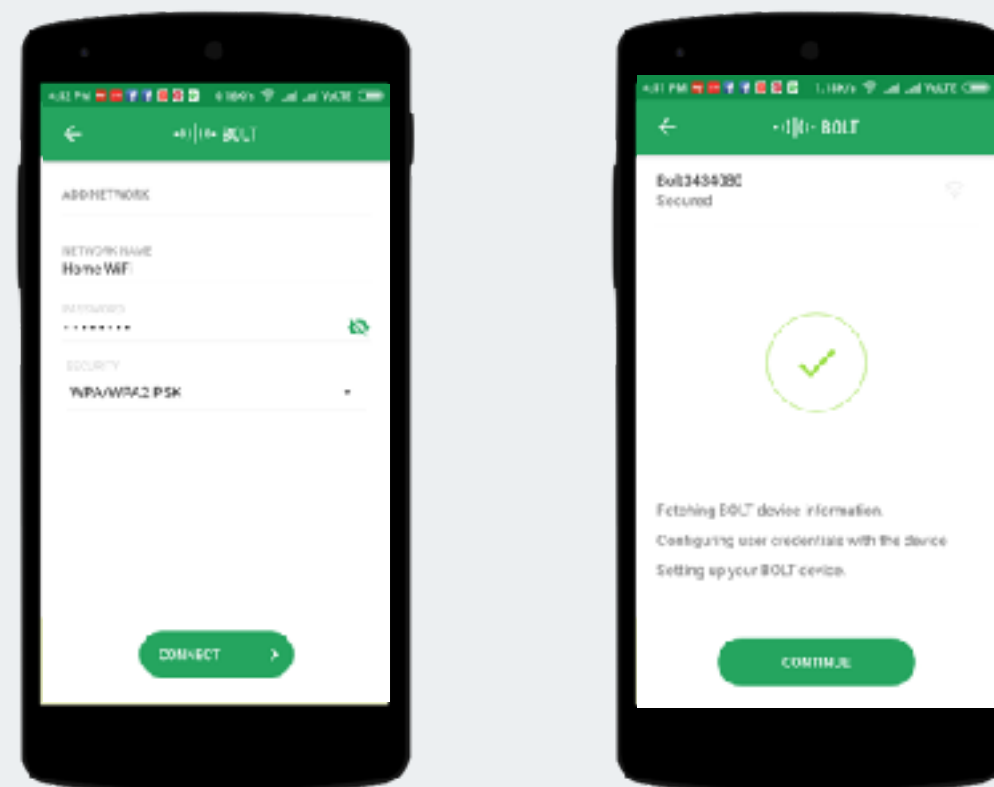 BOLT
ADD NETWORK
NETWORK NAME
Home WiFi
PASSWORD
SECURITY
WPA/WPA2 PSK
CONNECT
BOLT
Secured
Fetching BOLT device information.
Configuring user credentials with the device
Setting up your BOLT device.
CONTINUE